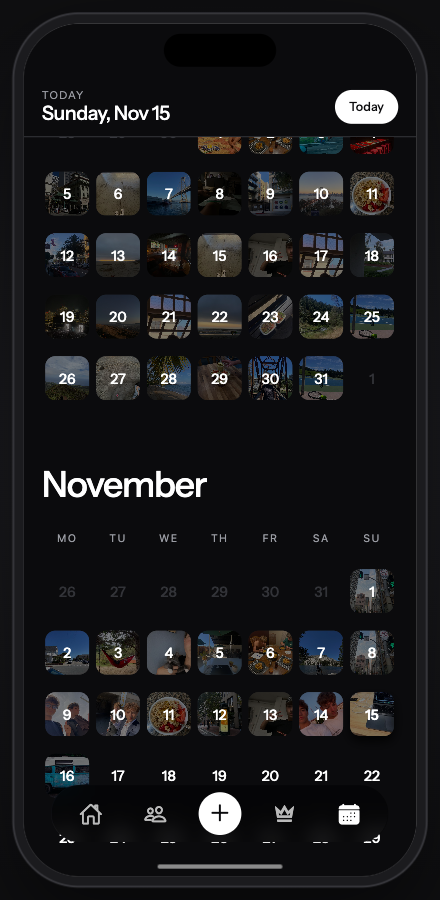 TODAY
Sunday, Nov 15
Today
5 6 7 8 9 10 11
12 13 14 15 16 17 18
19 20 21 22 23 24 25
26 27 28 29 30 31 1
November
MO TU WE TH FR SA SU
26 27 28 29 30 31 1
2 3 4 5 6 7 8
9 10 11 12 13 14 15
16 17 18 19 20 21 22